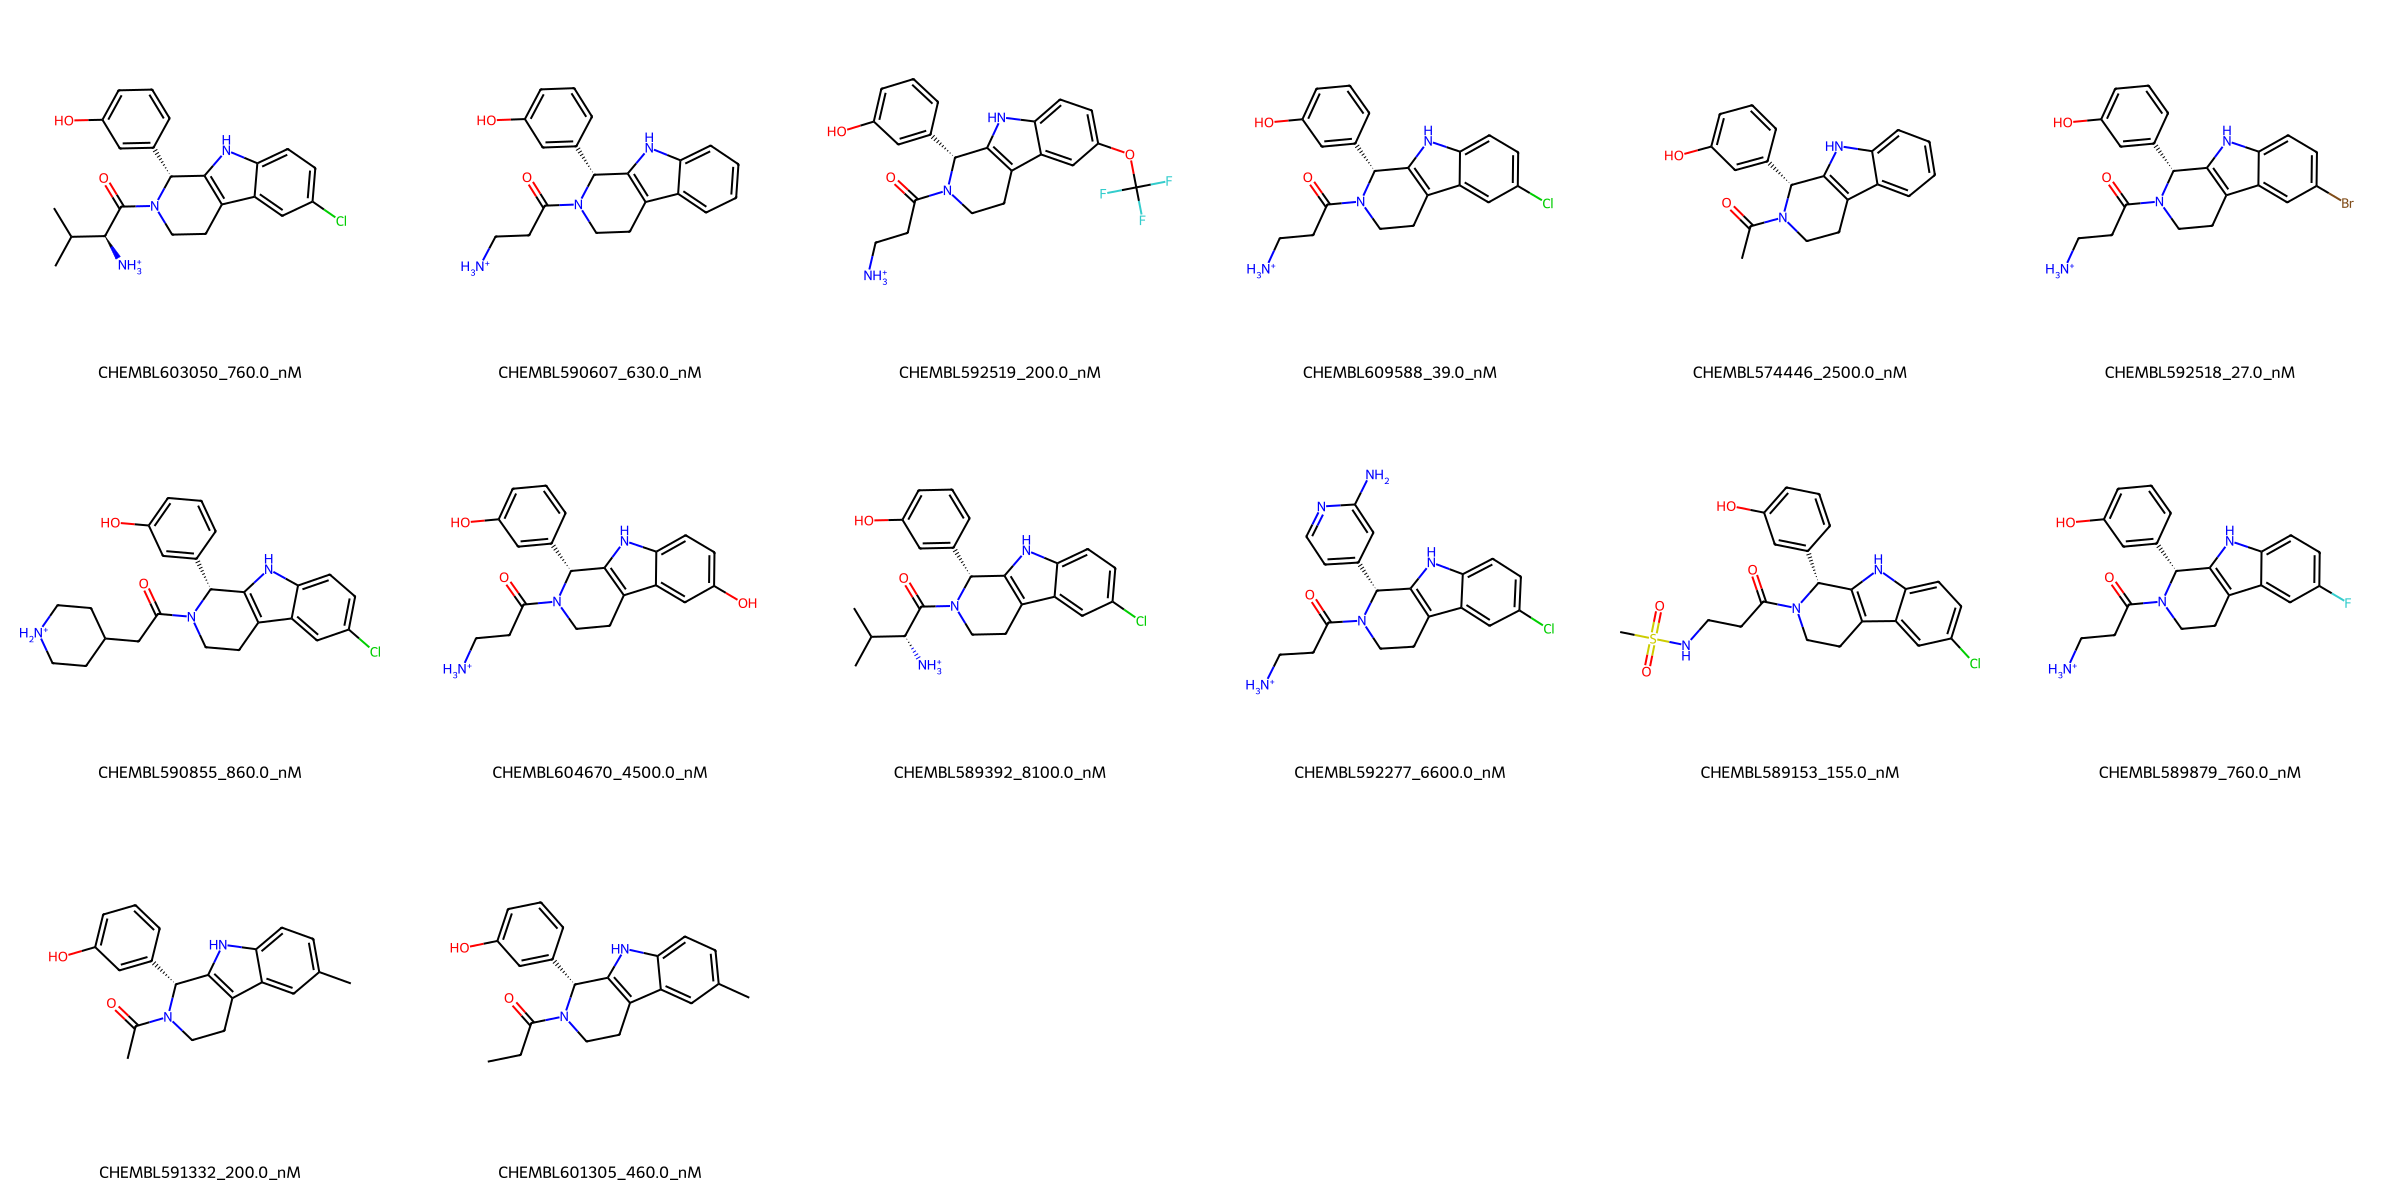 HO
H
N
O
N
Cl
NH3+
CHEMBL603050_760.0_nM
HO
H
N
O
N
H3N+
CHEMBL590607_630.0_nM
HO
HN
O
N
O
F
F
F
NH3+
CHEMBL592519_200.0_nM
HO
H
N
O
N
Cl
H3N+
CHEMBL609588_39.0_nM
HO
HN
O
N
CHEMBL574446_2500.0_nM
HO
H
N
O
N
Br
H3N+
CHEMBL592518_27.0_nM
HO
H
N
O
N
H2N+
Cl
CHEMBL590855_860.0_nM
HO
H
N
O
N
OH
H3N+
CHEMBL604670_4500.0_nM
HO
H
N
O
N
Cl
NH3+
CHEMBL589392_8100.0_nM
NH2
N
H
N
O
N
Cl
H3N+
CHEMBL592277_6600.0_nM
HO
H
N
O
N
O
S
N
H
O
Cl
CHEMBL589153_155.0_nM
HO
H
N
O
N
F
H3N+
CHEMBL589879_760.0_nM
HO
HN
O
N
CHEMBL591332_200.0_nM
HO
HN
O
N
CHEMBL601305_460.0_nM